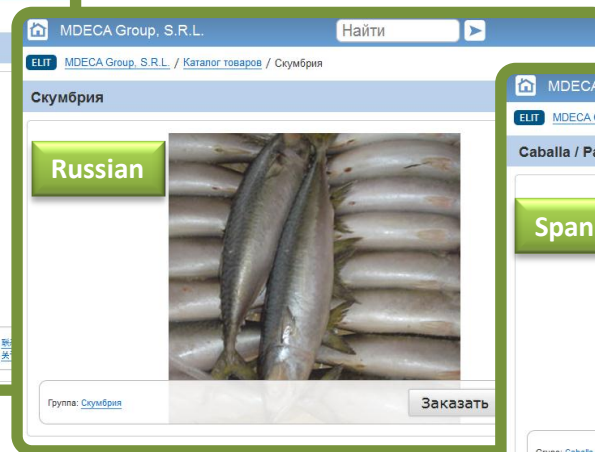 MDECA Group, S.R.L.
Найти
ELIT MDECA Group, S.R.L. / Каталог товаров / Скумбрия
Скумбрия
Russian
Группа: Скумбрия
Заказать
MDECA
ELIT MDECA
Caballa /
Span